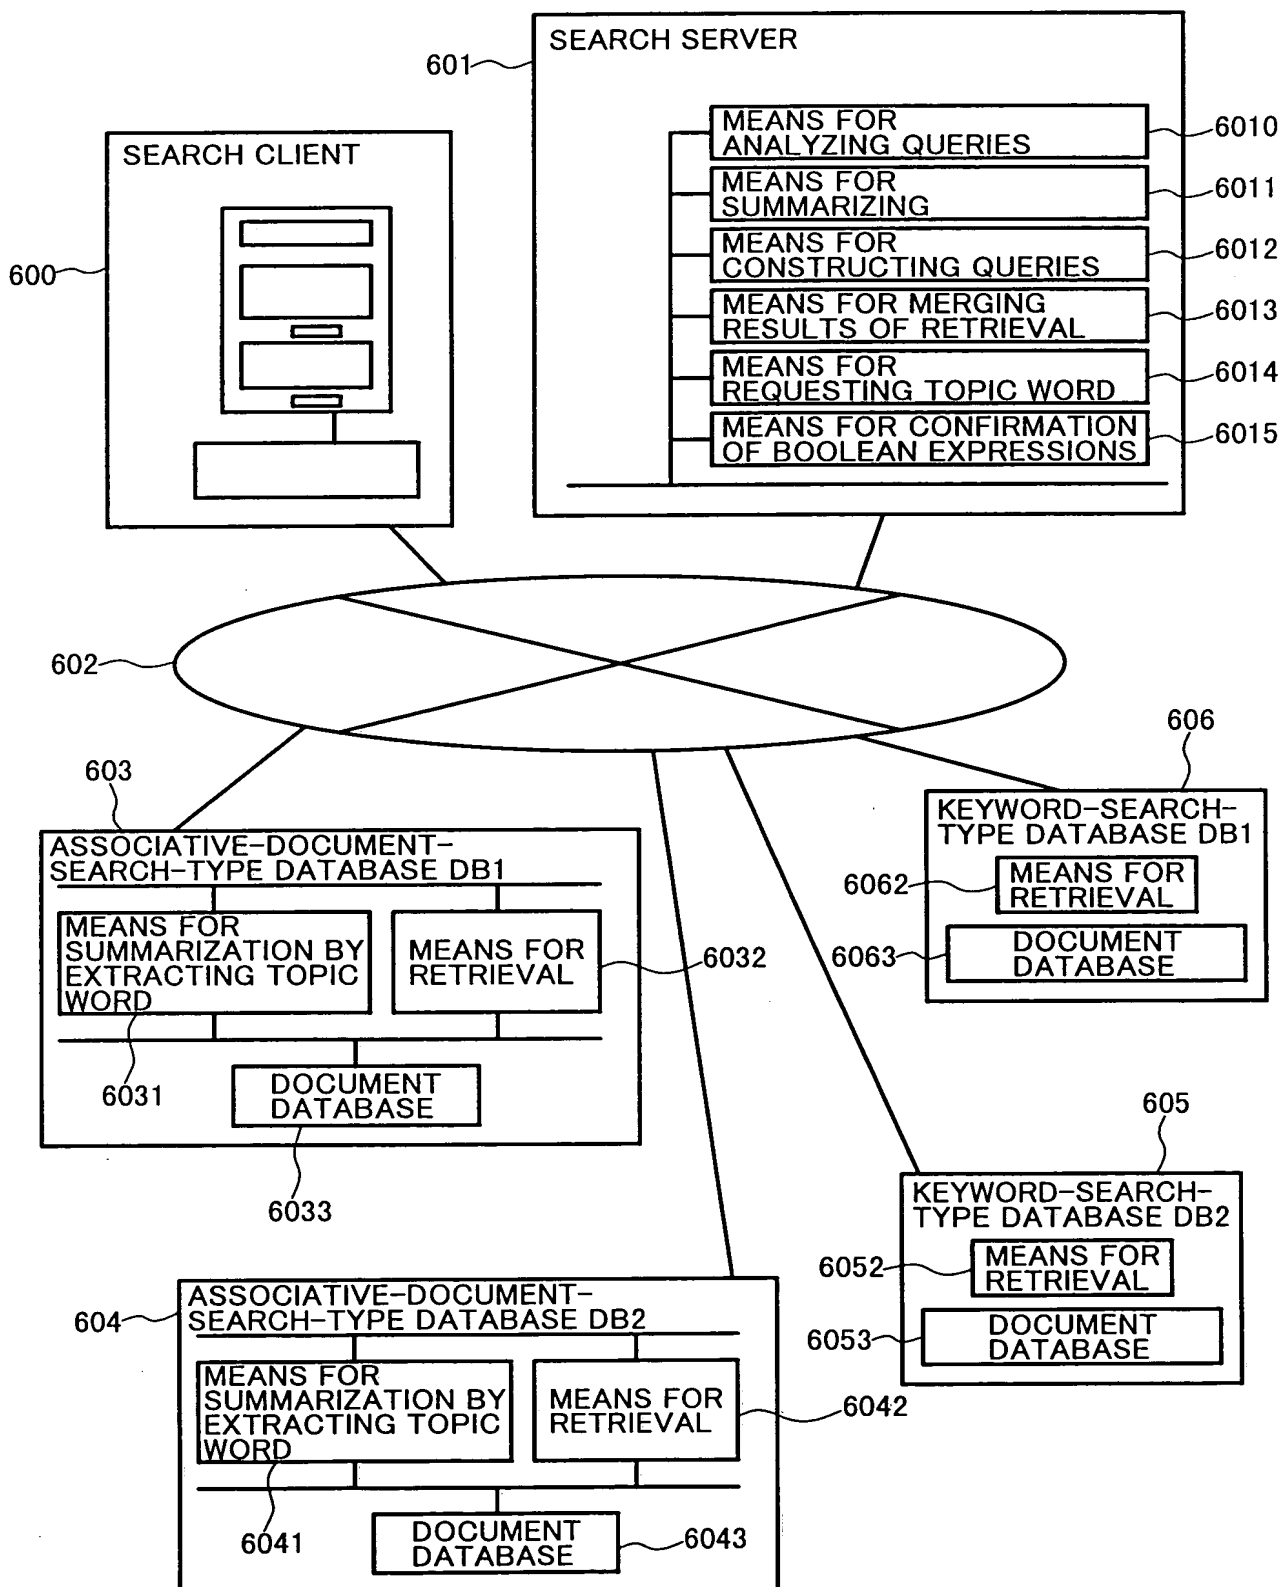 SEARCH SERVER
601
MEANS FOR
ANALYZING QUERIES
6010
SEARCH CLIENT
MEANS FOR
SUMMARIZING
6011
600
MEANS FOR
CONSTRUCTING QUERIES
6012
MEANS FOR MERGING
RESULTS OF RETRIEVAL
6013
MEANS FOR
REQUESTING TOPIC WORD
6014
MEANS FOR CONFIRMATION
OF BOOLEAN EXPRESSIONS
6015
602
603
ASSOCIATIVE-DOCUMENT-
SEARCH-TYPE DATABASE DB1
MEANS FOR
SUMMARIZATION BY
EXTRACTING TOPIC
WORD
MEANS FOR
RETRIEVAL
6032
6031
DOCUMENT
DATABASE
6033
606
KEYWORD-SEARCH-
TYPE DATABASE DB1
6062
MEANS FOR
RETRIEVAL
6063
DOCUMENT
DATABASE
605
KEYWORD-SEARCH-
TYPE DATABASE DB2
6052
MEANS FOR
RETRIEVAL
6053
DOCUMENT
DATABASE
604
ASSOCIATIVE-DOCUMENT-
SEARCH-TYPE DATABASE DB2
MEANS FOR
SUMMARIZATION BY
EXTRACTING TOPIC
WORD
MEANS FOR
RETRIEVAL
6042
6041
DOCUMENT
DATABASE
6043